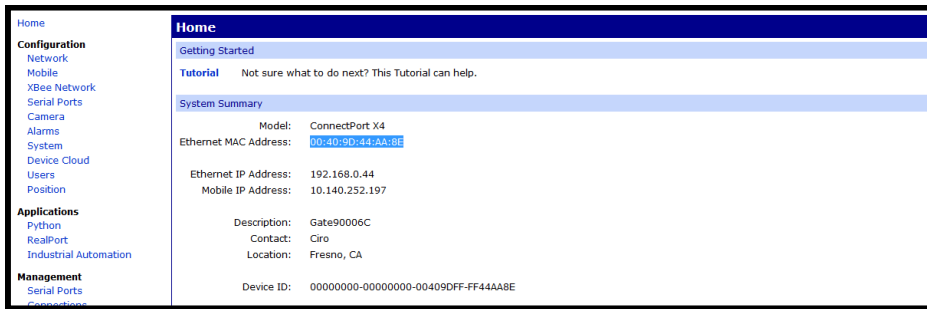 Home
Configuration
Network
Mobile
XBee Network
Serial Ports
Camera
Alarms
System
Device Cloud
Users
Position
Applications
Python
RealPort
Industrial Automation
Management
Serial Ports
Connections
Home
Getting Started
Tutorial Not sure what to do next? This Tutorial can help.
System Summary
Model: ConnectPort X4
Ethernet MAC Address: 00:40:9D:44:AA:8E
Ethernet IP Address: 192.168.0.44
Mobile IP Address: 10.140.252.197
Description: Gate90006C
Contact: Ciro
Location: Fresno, CA
Device ID: 00000000-00000000-00409DFF-FF44AA8E